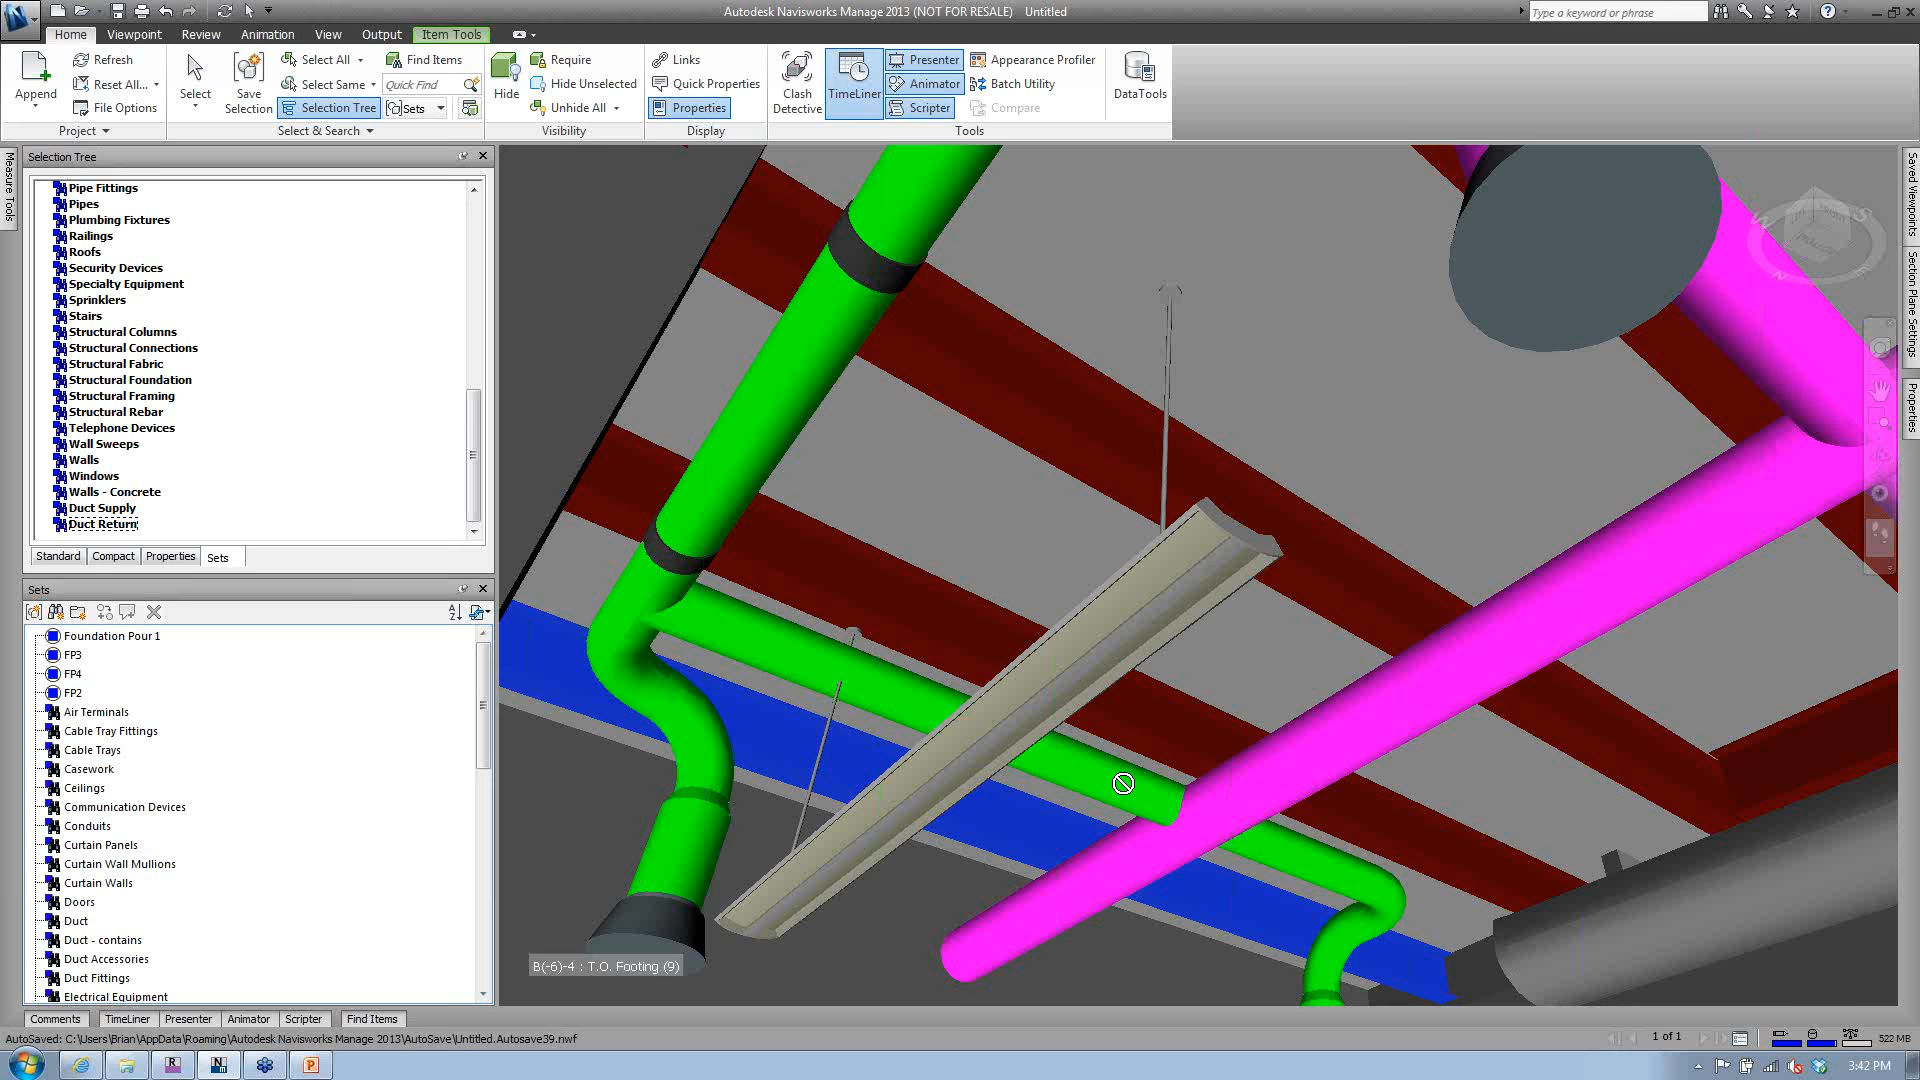 Autodesk Navisworks Manage 2013 (NOT FOR RESALE) Untitled
Type a keyword or phrase
Home Viewpoint Review Animation View Output Item Tools
Append
Refresh
Reset All...
File Options
Project
Select
Save Selection
Select All
Select Same
Selection Tree
Find Items
Quick Find
Sets
Select & Search
Hide
Require
Hide Unselected
Unhide All
Visibility
Links
Quick Properties
Properties
Display
Clash Detective
TimeLiner
Presenter
Animator
Scripter
Appearance Profiler
Batch Utility
Compare
Tools
DataTools
Measure Tools
Selection Tree
Pipe Fittings
Pipes
Plumbing Fixtures
Railings
Roofs
Security Devices
Specialty Equipment
Sprinklers
Stairs
Structural Columns
Structural Connections
Structural Fabric
Structural Foundation
Structural Framing
Structural Rebar
Telephone Devices
Wall Sweeps
Walls
Windows
Walls - Concrete
Duct Supply
Duct Return
Standard Compact Properties Sets
Sets
Foundation Pour 1
FP3
FP4
FP2
Air Terminals
Cable Tray Fittings
Cable Trays
Casework
Ceilings
Communication Devices
Conduits
Curtain Panels
Curtain Wall Mullions
Curtain Walls
Doors
Duct
Duct - contains
Duct Accessories
Duct Fittings
Electrical Equipment
B(-6)-4 : T.O. Footing (9)
Saved Viewpoints
Section Plane Settings
Properties
Comments TimeLiner Presenter Animator Scripter Find Items
AutoSaved: C:\Users\Brian\AppData\Roaming\Autodesk Navisworks Manage 2013\AutoSave\Untitled.Autosave39.nwf
1 of 1
522 MB
3:42 PM